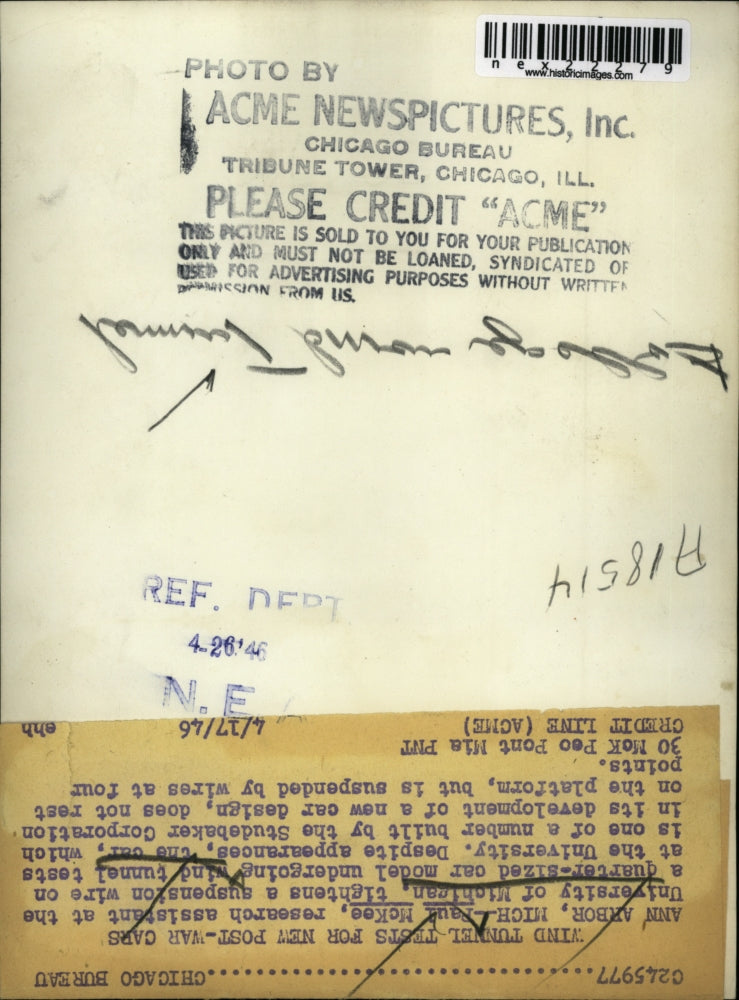 nex22279
www.historicimages.com
PHOTO BY
ACME NEWSPICTURES, Inc.
CHICAGO BUREAU
TRIBUNE TOWER, CHICAGO, ILL.
PLEASE CREDIT "ACME"
THIS PICTURE IS SOLD TO YOU FOR YOUR PUBLICATION
ONLY AND MUST NOT BE LOANED, SYNDICATED OR
USED FOR ADVERTISING PURPOSES WITHOUT WRITTEN
PERMISSION FROM US.
Wind Tunnel
A18514
REF. DEPT
4-26'46
N. E. A
C245977...........................................CHICAGO BUREAU
WIND TUNNEL TESTS FOR NEW POST-WAR CARS
ANN ARBOR, MICH--Paul McKee, research assistant at the
University of Michigan, tightens a suspension wire on
a quarter-sized car model undergoing wind tunnel tests
at the University. Despite appearances, the car, which
is one of a number built by the Studebaker Corporation
in its development of a new car design, does not rest
on the platform, but is suspended by wires at four
points.
30 McK Peo Pont Mia PNT
CREDIT LINE (ACME) 4/17/46 ehh